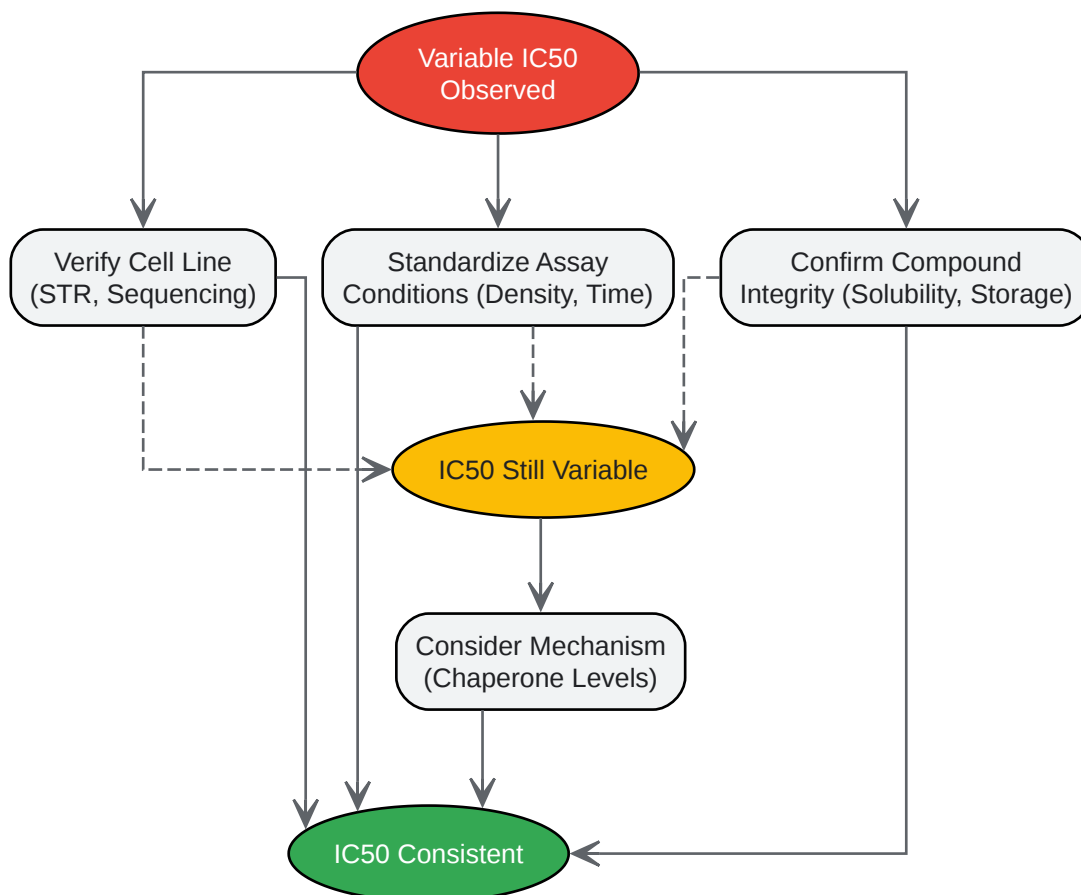 Variable IC50
Observed
Verify Cell Line
(STR, Sequencing)
Standardize Assay
Conditions (Density, Time)
Confirm Compound
Integrity (Solubility, Storage)
IC50 Still Variable
Consider Mechanism
(Chaperone Levels)
IC50 Consistent